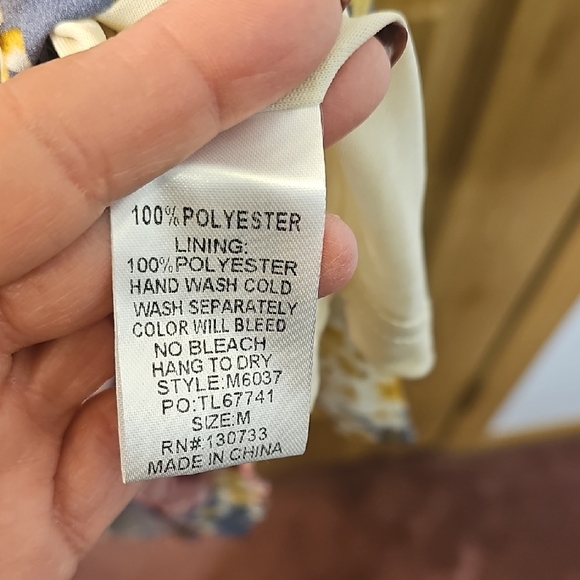 100%POLYESTER
LINING:
100%POLYESTER
HAND WASH COLD
WASH SEPARATELY
COLOR WILL BLEED
NO BLEACH
HANG TO DRY
STYLE:M6037
PO:TL67741
SIZE:M
RN#:130733
MADE IN CHINA